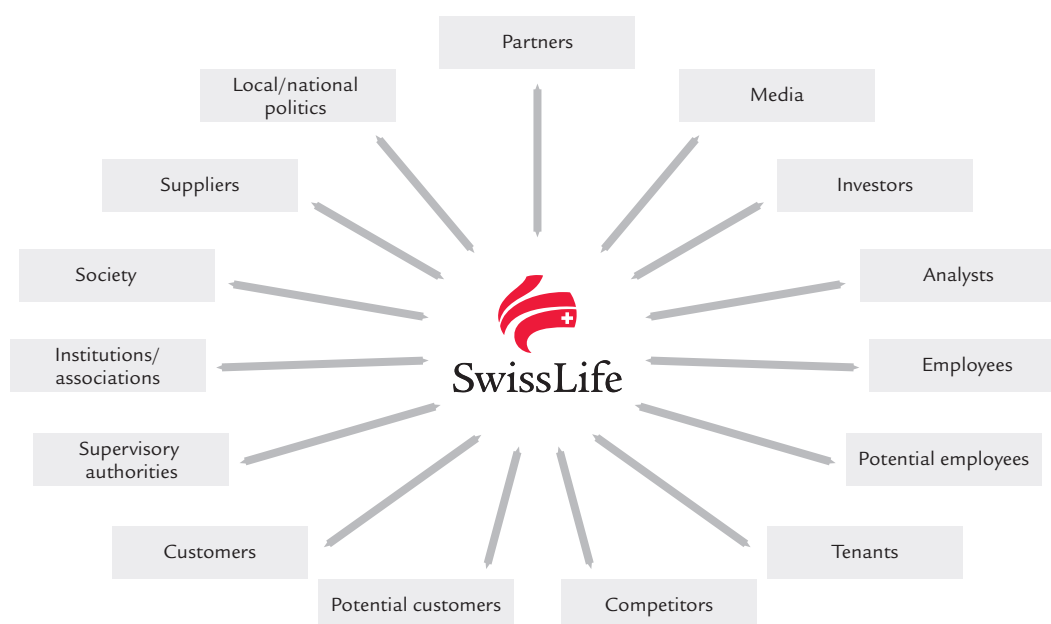 Partners
Local/national
politics
Media
Suppliers
Investors
Society
Analysts
Institutions/
associations
SwissLife
Employees
Supervisory
authorities
Potential employees
Customers
Tenants
Potential customers
Competitors